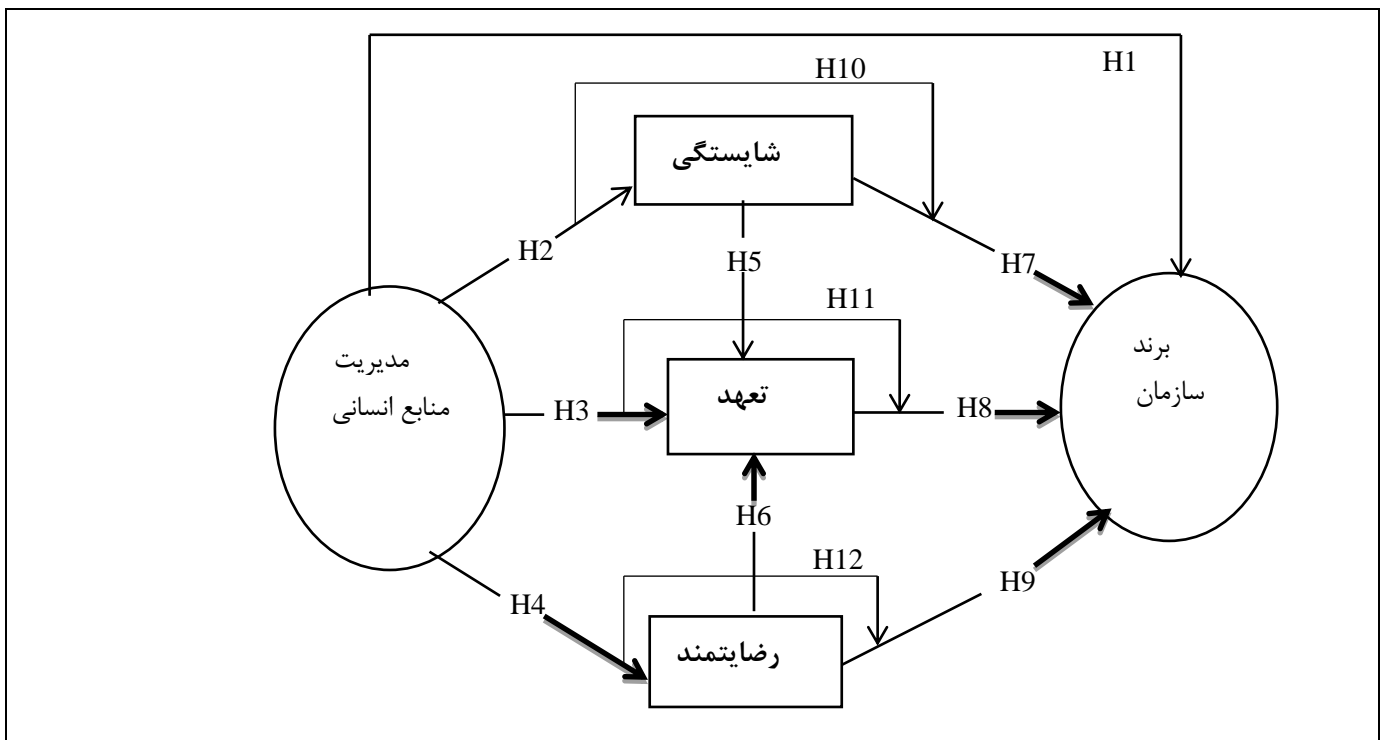 H1
H10
شایستگی
H2
H5
H7
H11
مدیریت
منابع انسانی
برند
سازمان
تعهد
H3
H8
H6
H12
H4
H9
رضایتمند